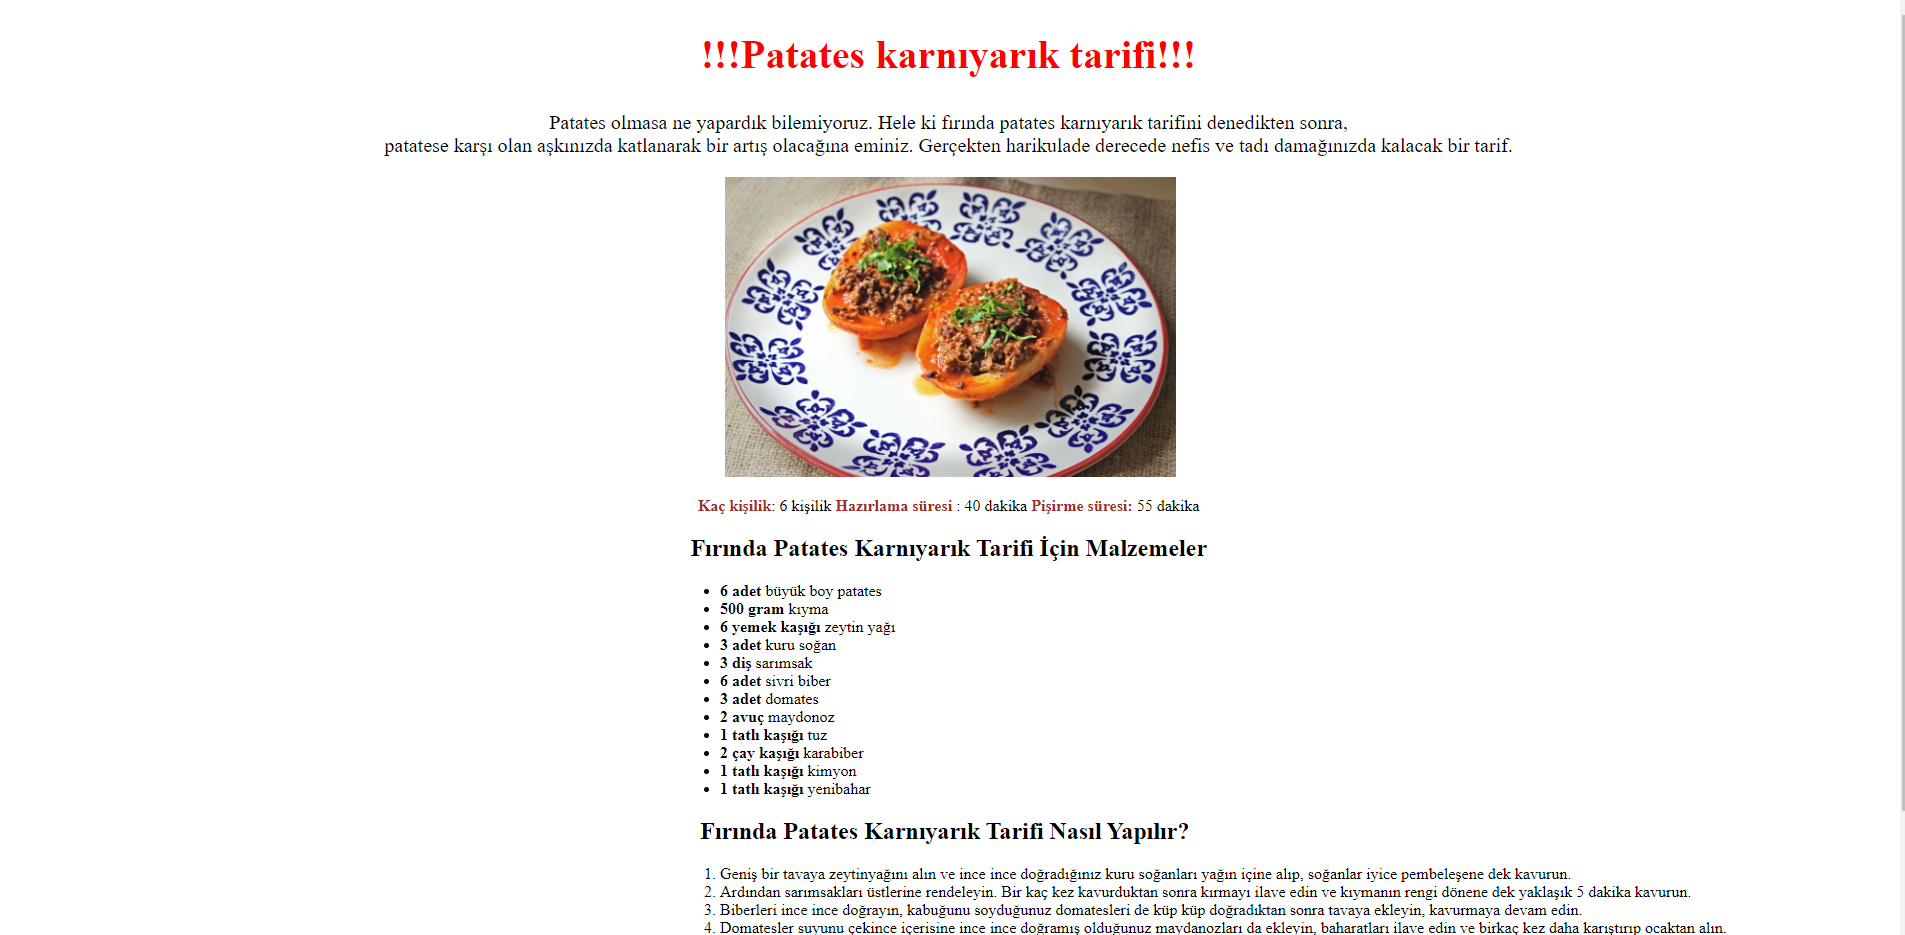 !!!Patates karnıyarık tarifi!!!
Patates olmasa ne yapardık bilemiyoruz. Hele ki fırında patates karnıyarık tarifini denedikten sonra,
patatese karşı olan aşkınızda katlanarak bir artış olacağına eminiz. Gerçekten harikulade derecede nefis ve tadı damağınızda kalacak bir tarif.
Kaç kişilik: 6 kişilik Hazırlama süresi : 40 dakika Pişirme süresi: 55 dakika
Fırında Patates Karnıyarık Tarifi İçin Malzemeler
• 6 adet büyük boy patates
• 500 gram kıyma
• 6 yemek kaşığı zeytin yağı
• 3 adet kuru soğan
• 3 diş sarımsak
• 6 adet sivri biber
• 3 adet domates
• 2 avuç maydonoz
• 1 tatlı kaşığı tuz
• 2 çay kaşığı karabiber
• 1 tatlı kaşığı kimyon
• 1 tatlı kaşığı yenibahar
Fırında Patates Karnıyarık Tarifi Nasıl Yapılır?
1. Geniş bir tavaya zeytinyağını alın ve ince ince doğradığınız kuru soğanları yağın içine alıp, soğanlar iyice pembeleşene dek kavurun.
2. Ardından sarımsakları üstlerine rendeleyin. Bir kaç kez kavurduktan sonra kırmayı ilave edin ve kıymanın rengi dönene dek yaklaşık 5 dakika kavurun.
3. Biberleri ince ince doğrayın, kabuğunu soyduğunuz domatesleri de küp küp doğradıktan sonra tavaya ekleyin, kavurmaya devam edin.
4. Domatesler suyunu çekince içerisine ince ince doğramış olduğunuz maydanozları da ekleyin, baharatları ilave edin ve birkaç kez daha karıştırıp ocaktan alın.